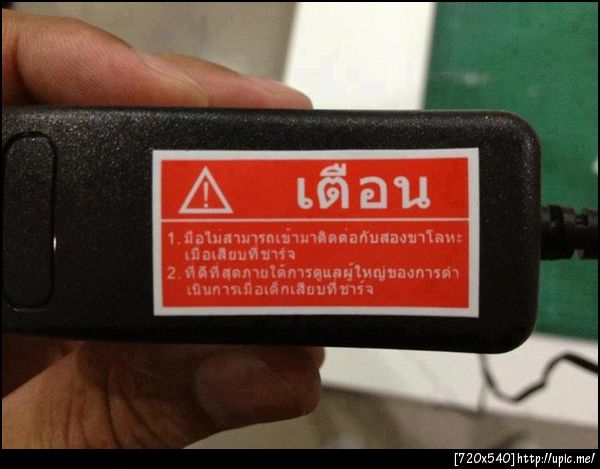 เตือน
1. มือไม่สามารถเข้ามาติดต่อกับสองขาโลหะ
เมื่อเสียบที่ชาร์จ
2. ที่ดีที่สุดภายใต้การดูแลผู้ใหญ่ของการดำ
เนินการเมื่อเด็กเสียบที่ชาร์จ
[720x540]http://upic.me/